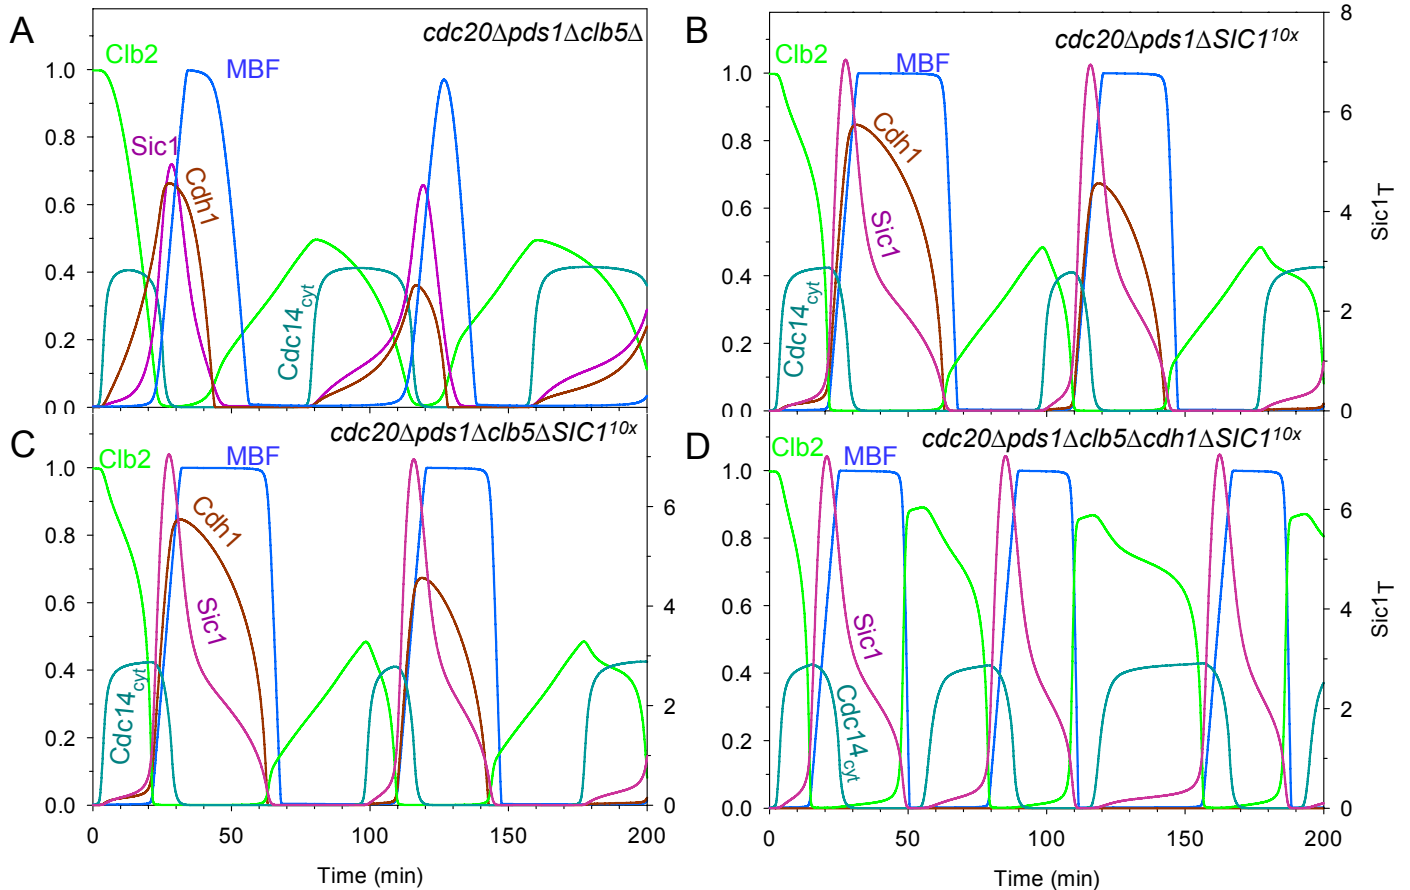 A
cdc20Δpds1Δclb5Δ
Clb2
MBF
Sic1
Cdh1
Cdc14cyt
1.0
0.8
0.6
0.4
0.2
0.0
B
cdc20Δpds1ΔSIC1^10x
Clb2
MBF
Cdh1
Sic1
Cdc14cyt
1.0
0.8
0.6
0.4
0.2
0.0
8
6
4
2
0
Sic1T
C
cdc20Δpds1Δclb5ΔSIC1^10x
Clb2
MBF
Cdh1
Sic1
Cdc14cyt
1.0
0.8
0.6
0.4
0.2
0.0
6
4
2
0
0 50 100 150 200
Time (min)
D
cdc20Δpds1Δclb5Δcdh1ΔSIC1^10x
Clb2
MBF
Sic1
Cdc14cyt
1.0
0.8
0.6
0.4
0.2
0.0
8
6
4
2
0
Sic1T
0 50 100 150 200
Time (min)